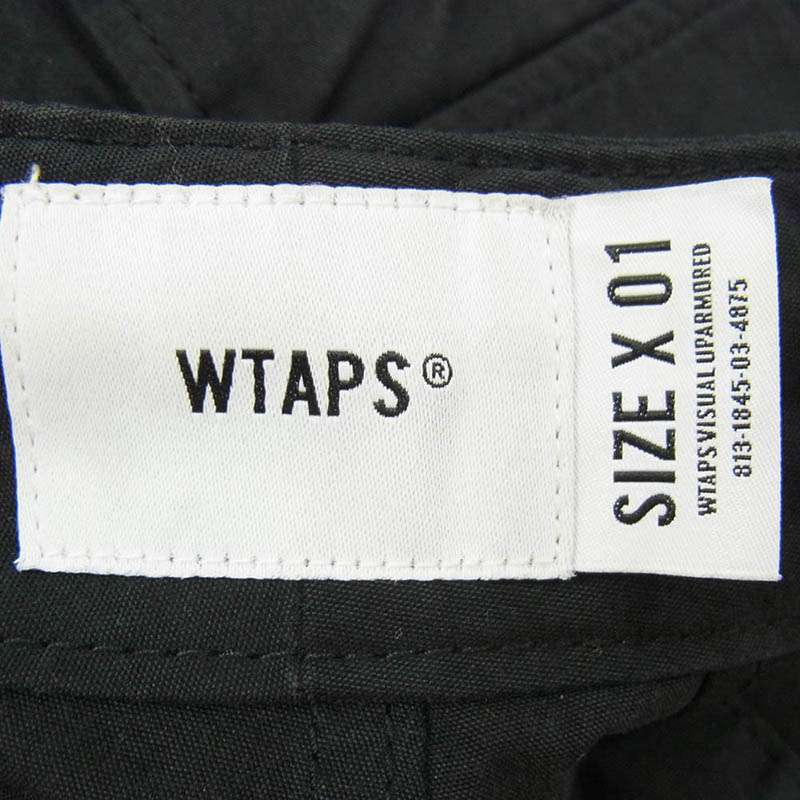 WTAPS®
SIZE X 01
WTAPS VISUAL UPARMORED
813-1845-03-4875